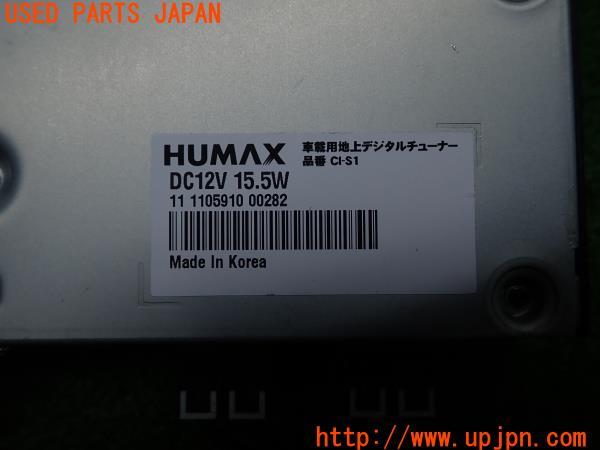 USED PARTS JAPAN
HUMAX 車載用地上デジタルチューナー
品番 CI-S1
DC12V 15.5W
11 1105910 00282
Made In Korea
http://www.upjpn.com